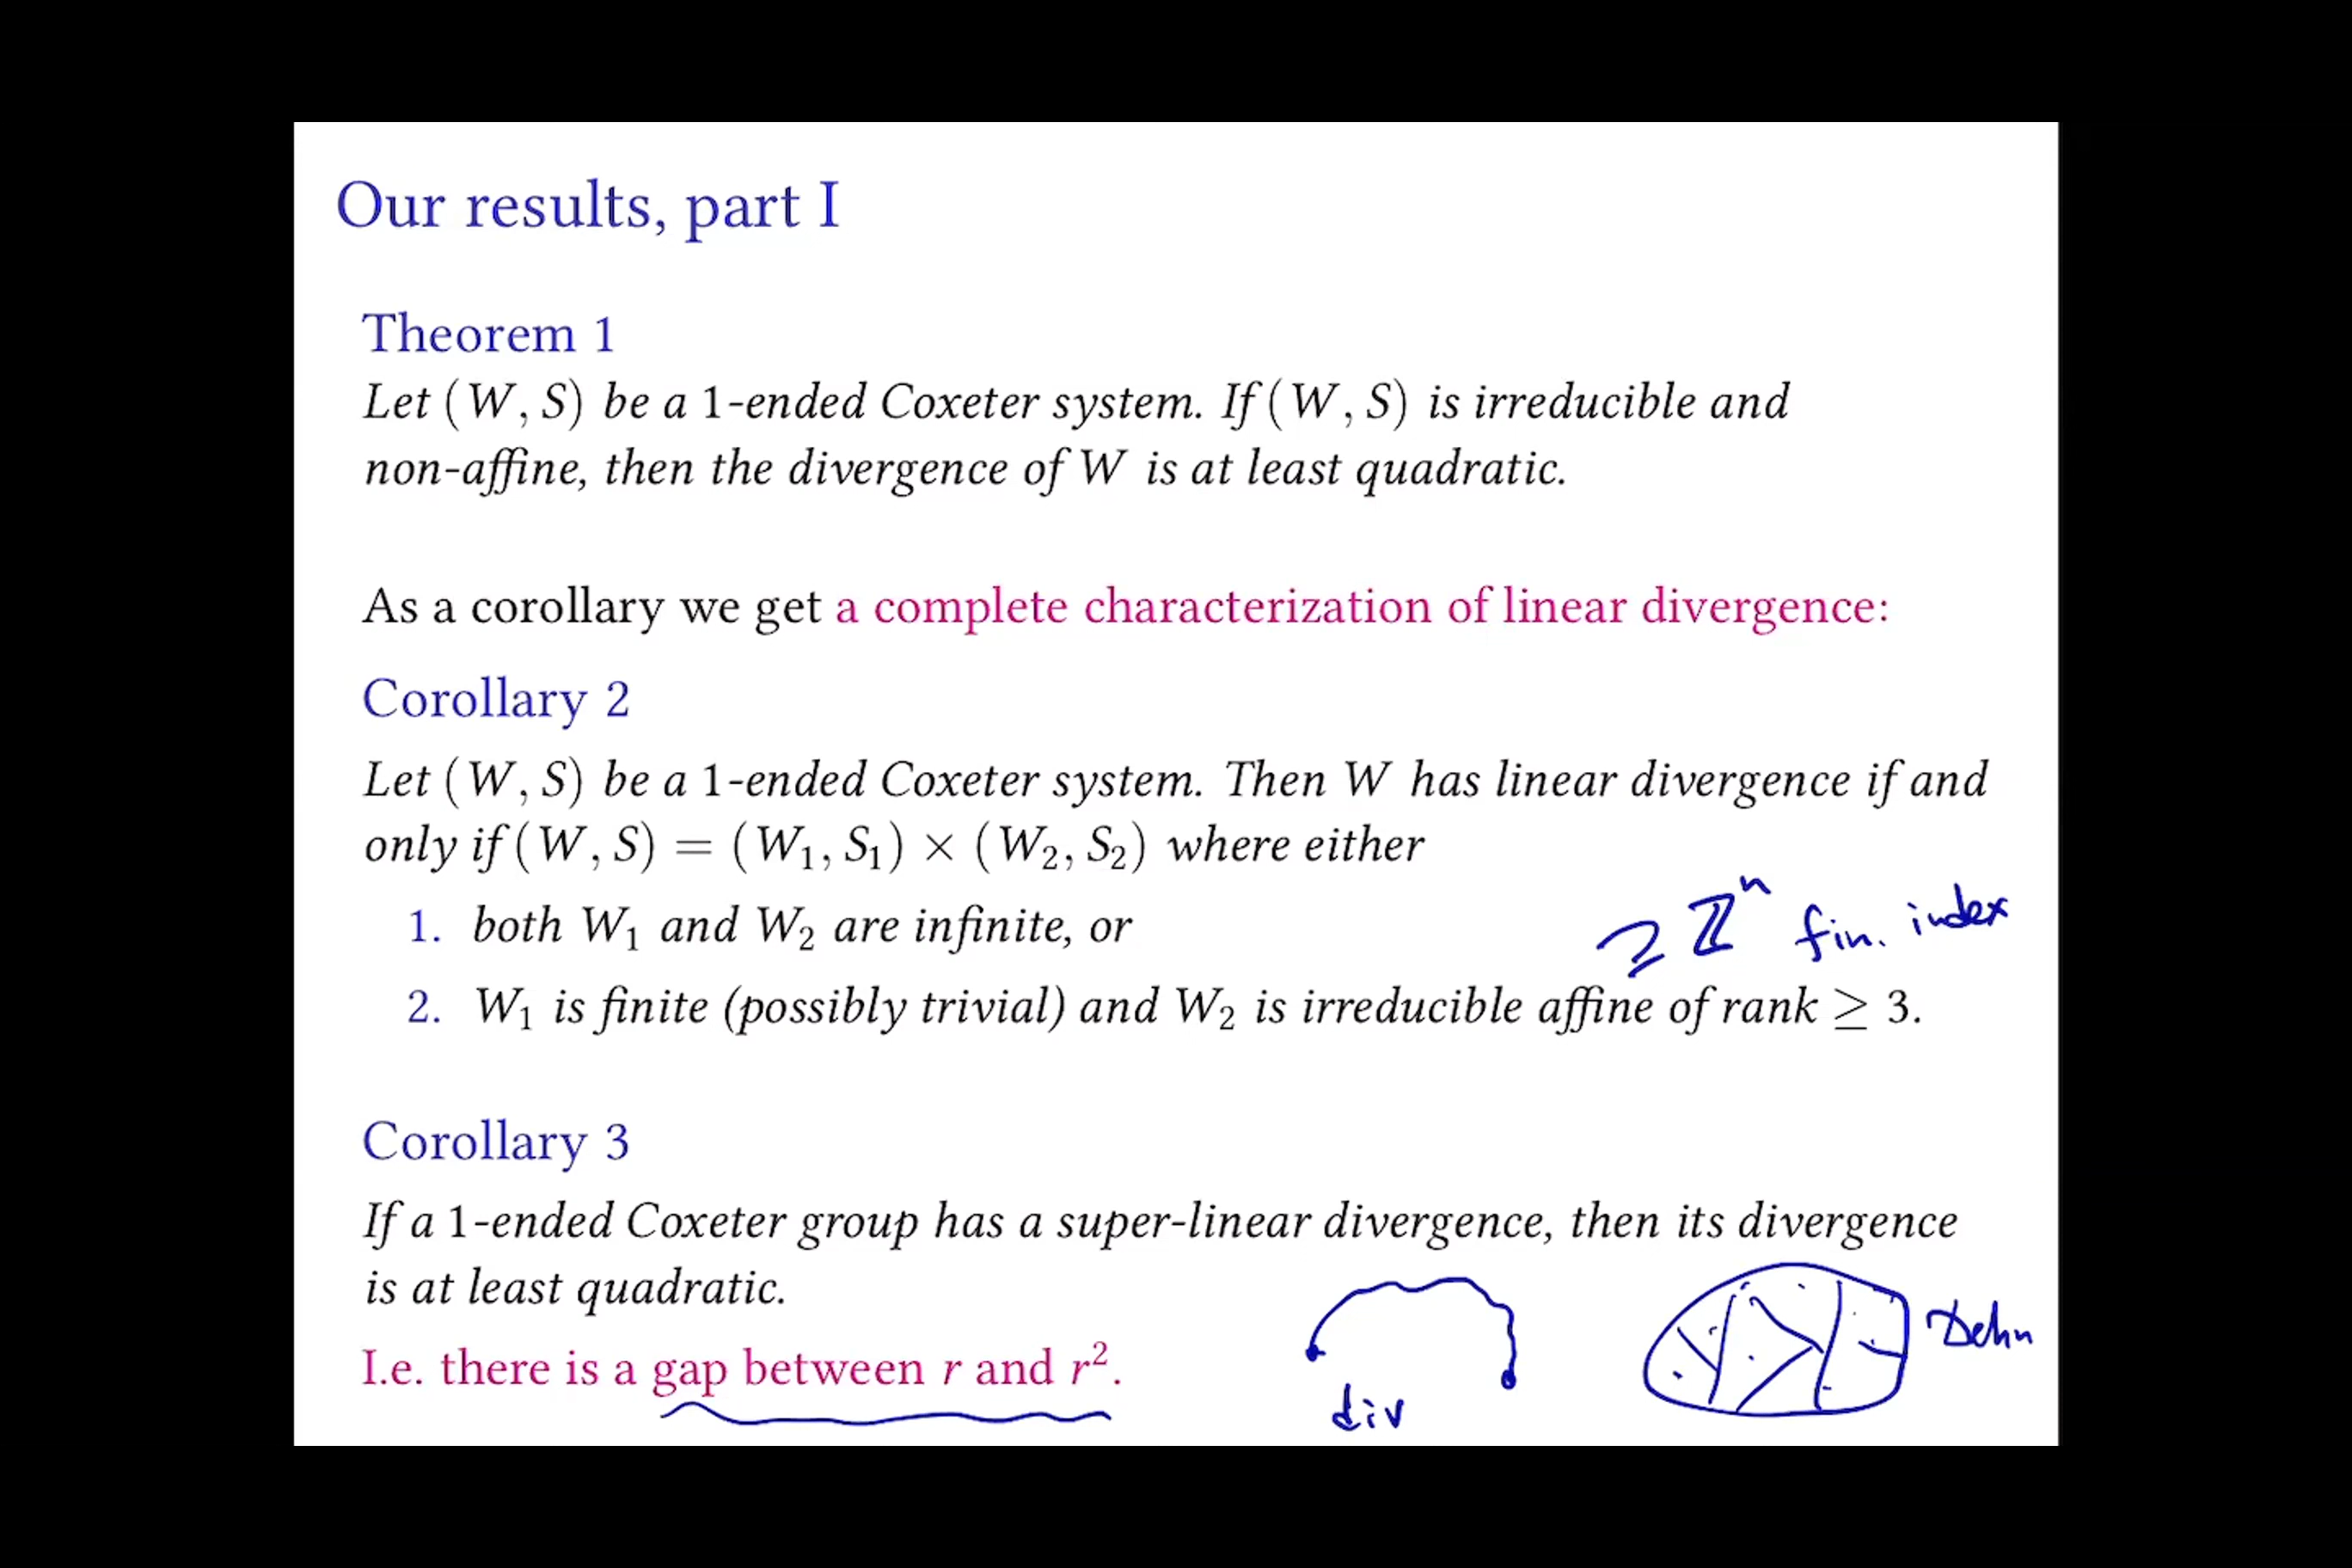 Our results, part I
Theorem 1
Let (W, S) be a 1-ended Coxeter system. If (W, S) is irreducible and
non-affine, then the divergence of W is at least quadratic.
As a corollary we get a complete characterization of linear divergence:
Corollary 2
Let (W, S) be a 1-ended Coxeter system. Then W has linear divergence if and
only if (W, S) = (W₁, S₁) × (W₂, S₂) where either
1. both W₁ and W₂ are infinite, or
⊇ ℤⁿ fin. index
2. W₁ is finite (possibly trivial) and W₂ is irreducible affine of rank ≥ 3.
Corollary 3
If a 1-ended Coxeter group has a super-linear divergence, then its divergence
is at least quadratic.
I.e. there is a gap between r and r².
div
Dehn